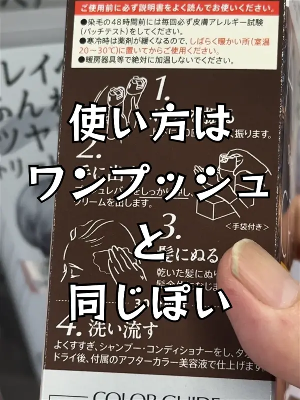 ご使用前に必ず説明書をよく読んでお使いください。
●染毛の48時間前には毎回必ず皮膚アレルギー試験
(パッチテスト)をしてください。
●寒冷時は薬剤が緩くなるので、しばらく暖かい所(室温
20〜30℃)に置いてからご使用ください。
●暖房器具等で絶対に加温しないでください。
1.
振ります。
使い方は
2.
ワンプッシュ
リームを出します。
と
3.
<手袋付き>
髪にぬる
乾いた髪にぬり
同じぽい
4. 洗い流す
よくすすぎ、シャンプー・コンディショナーをし、タオ
ドライ後、付属のアフターカラー美容液で仕上げます
COLOR GUIDE